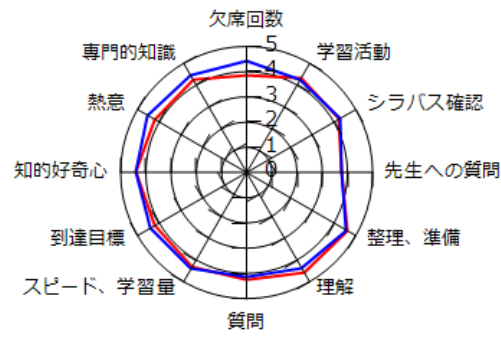 欠席回数
専門的知識
学習活動
熱意
シラバス確認
知的好奇心
先生への質問
到達目標
整理、準備
スピード、学習量
理解
質問
5
4
3
2
1
0